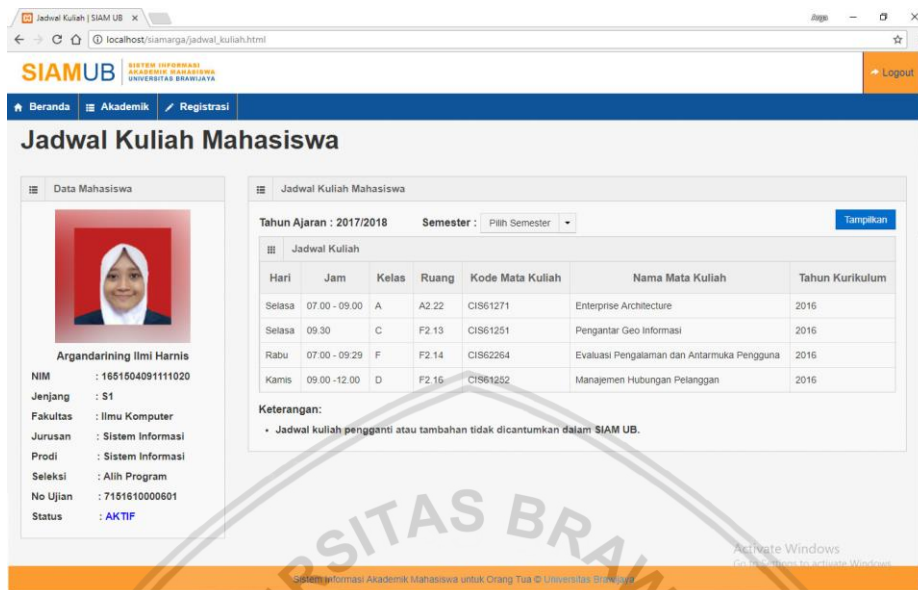 Jadwal Kuliah | SIAM UB
localhost/siamarga/jadwal_kuliah.html
SIAMUB
SISTEM INFORMASI
AKADEMIK MAHASISWA
UNIVERSITAS BRAWIJAYA
Logout
Beranda Akademik Registrasi
Jadwal Kuliah Mahasiswa
Data Mahasiswa
Argandarining Ilmi Harnis
NIM : 1651504091111020
Jenjang : S1
Fakultas : Ilmu Komputer
Jurusan : Sistem Informasi
Prodi : Sistem Informasi
Seleksi : Alih Program
No Ujian : 7151610000601
Status : AKTIF
Jadwal Kuliah Mahasiswa
Tahun Ajaran : 2017/2018 Semester : Pilih Semester Tampilkan
Jadwal Kuliah
Hari Jam Kelas Ruang Kode Mata Kuliah Nama Mata Kuliah Tahun Kurikulum
Selasa 07.00 - 09.00 A A2.22 CIS61271 Enterprise Architecture 2016
Selasa 09.30 C F2.13 CIS61251 Pengantar Geo Informasi 2016
Rabu 07:00 - 09:29 F F2.14 CIS62264 Evaluasi Pengalaman dan Antarmuka Pengguna 2016
Kamis 09.00 -12.00 D F2.16 CIS61252 Manajemen Hubungan Pelanggan 2016
Keterangan:
• Jadwal kuliah pengganti atau tambahan tidak dicantumkan dalam SIAM UB.
Activate Windows
Go to Settings to activate Windows.
Sistem Informasi Akademik Mahasiswa untuk Orang Tua © Universitas Brawijaya